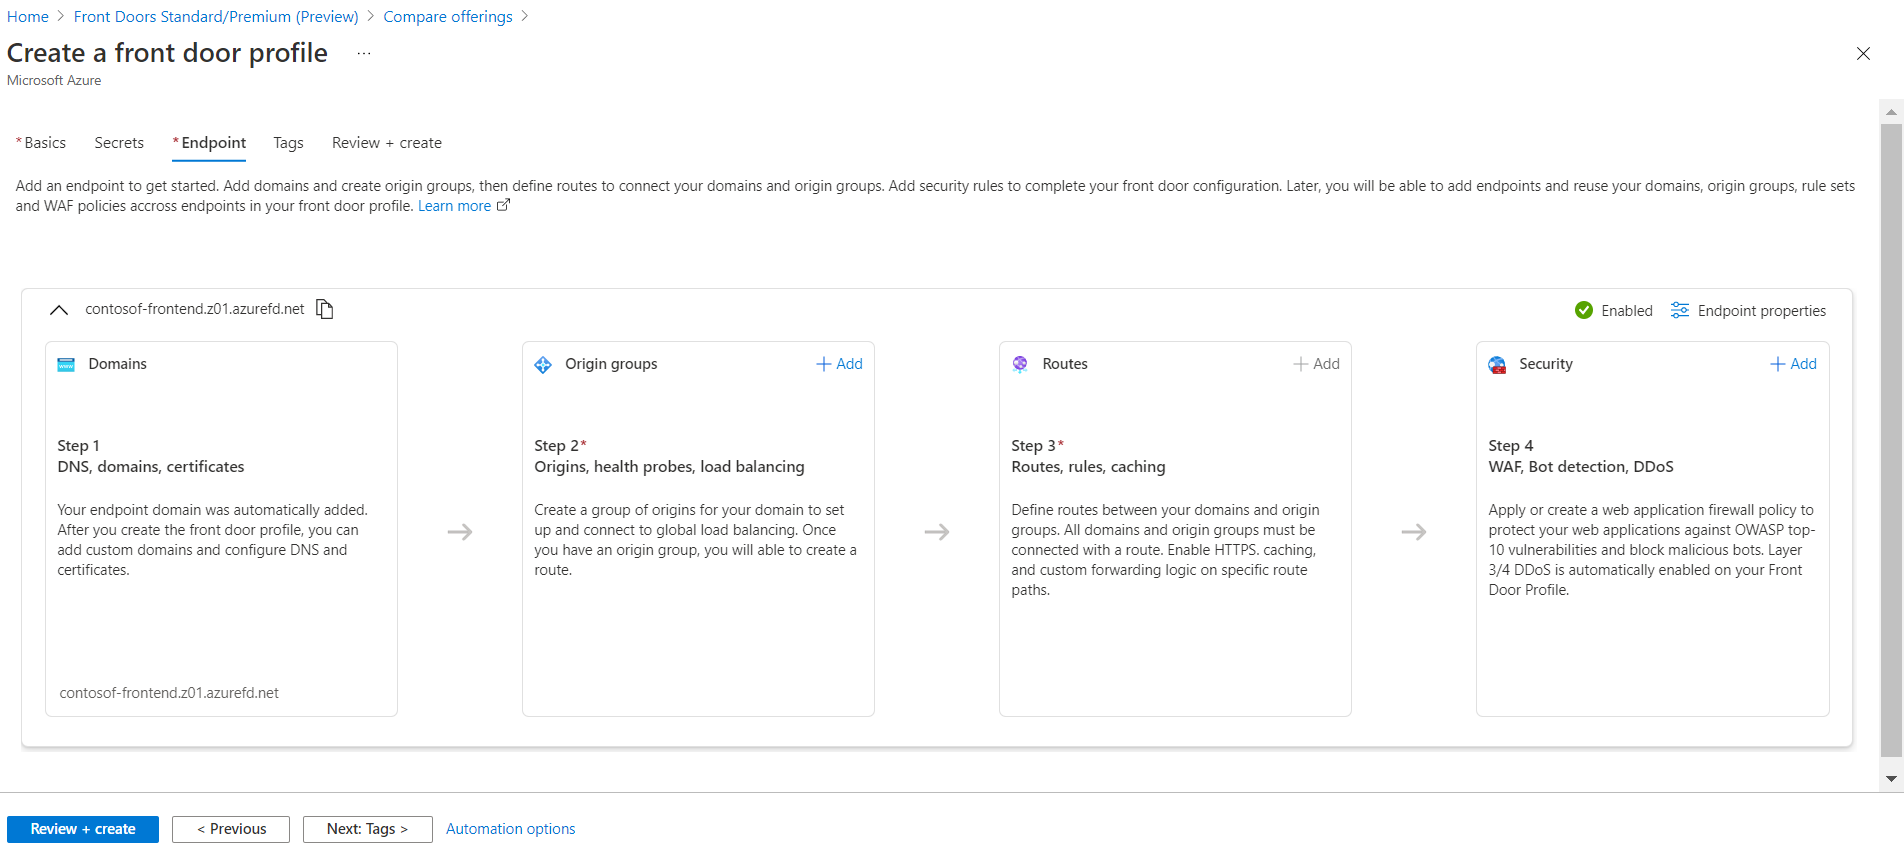 Home > Front Doors Standard/Premium (Preview) > Compare offerings >
Create a front door profile ...
Microsoft Azure
* Basics Secrets * Endpoint Tags Review + create
Add an endpoint to get started. Add domains and create origin groups, then define routes to connect your domains and origin groups. Add security rules to complete your front door configuration. Later, you will be able to add endpoints and reuse your domains, origin groups, rule sets
and WAF policies accross endpoints in your front door profile. Learn more
contosof-frontend.z01.azurefd.net
Enabled Endpoint properties
www
Domains
Step 1
DNS, domains, certificates
Your endpoint domain was automatically added.
After you create the front door profile, you can
add custom domains and configure DNS and
certificates.
contosof-frontend.z01.azurefd.net
Origin groups + Add
Step 2*
Origins, health probes, load balancing
Create a group of origins for your domain to set
up and connect to global load balancing. Once
you have an origin group, you will able to create a
route.
Routes + Add
Step 3*
Routes, rules, caching
Define routes between your domains and origin
groups. All domains and origin groups must be
connected with a route. Enable HTTPS. caching,
and custom forwarding logic on specific route
paths.
Security + Add
Step 4
WAF, Bot detection, DDoS
Apply or create a web application firewall policy to
protect your web applications against OWASP top-
10 vulnerabilities and block malicious bots. Layer
3/4 DDoS is automatically enabled on your Front
Door Profile.
Review + create < Previous Next: Tags > Automation options